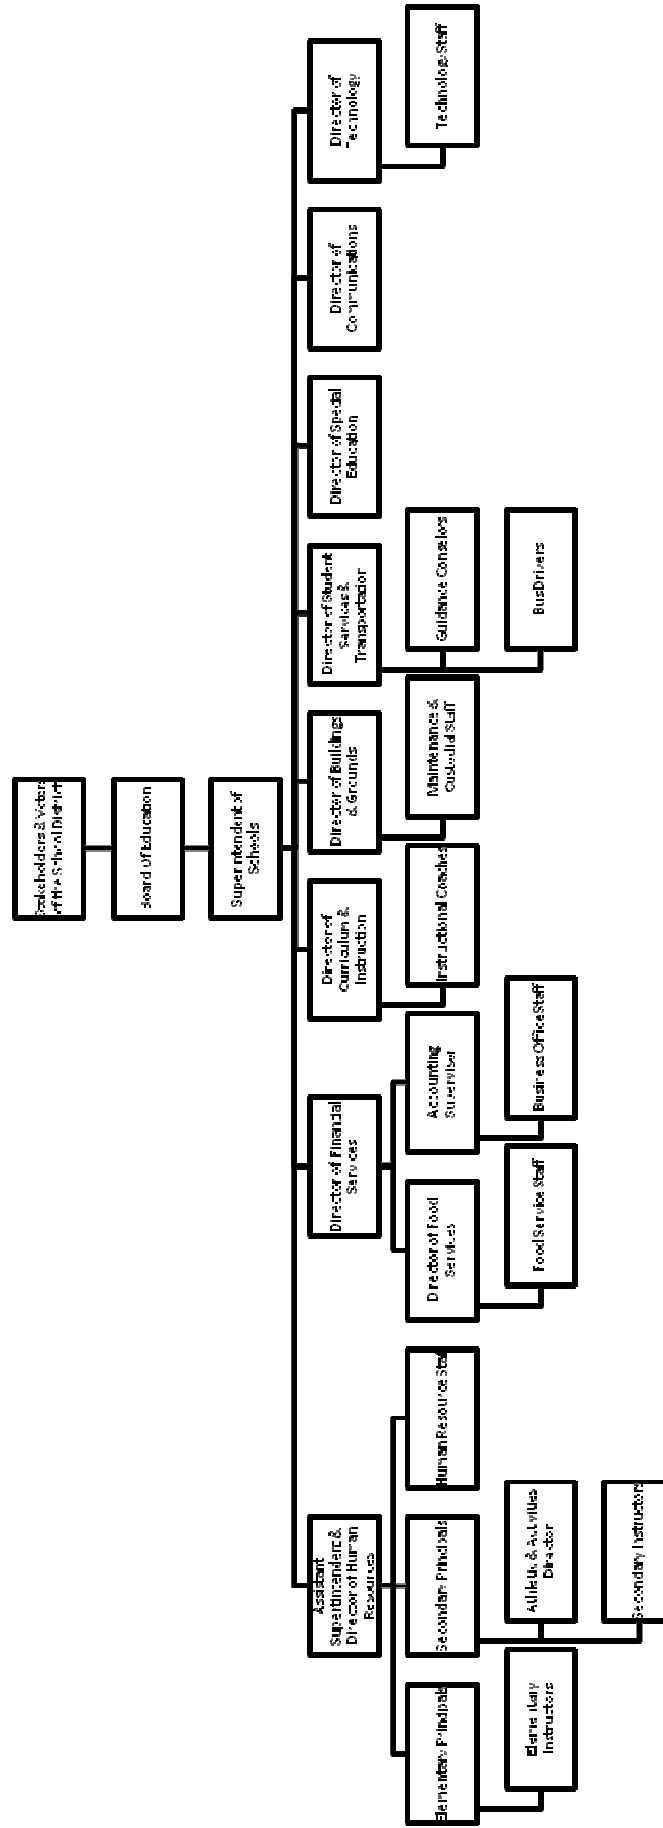 Stakeholders & Voters
of the School District
Board of Education
Superintendent of
Schools
Assistant
Supertintendent &
Director of Human
Resources
Director of Financial
Services
Director of
Curriculum &
Instruction
Director of Buildings
& Grounds
Director of Student
Services &
Transportation
Director of Special
Education
Director of
Communications
Director of
Technology
Elementary Principals
Secondary Principals
Human Resource Staff
Director of Food
Services
Accounting
Supervisor
Instructional Coaches
Maintenance &
Custodial Staff
Guidance Conselors
Technology Staff
Elementary
Instructors
Athletic & Activities
Director
Food Service Staff
Business Office Staff
Bus Drivers
Secondary Instructors